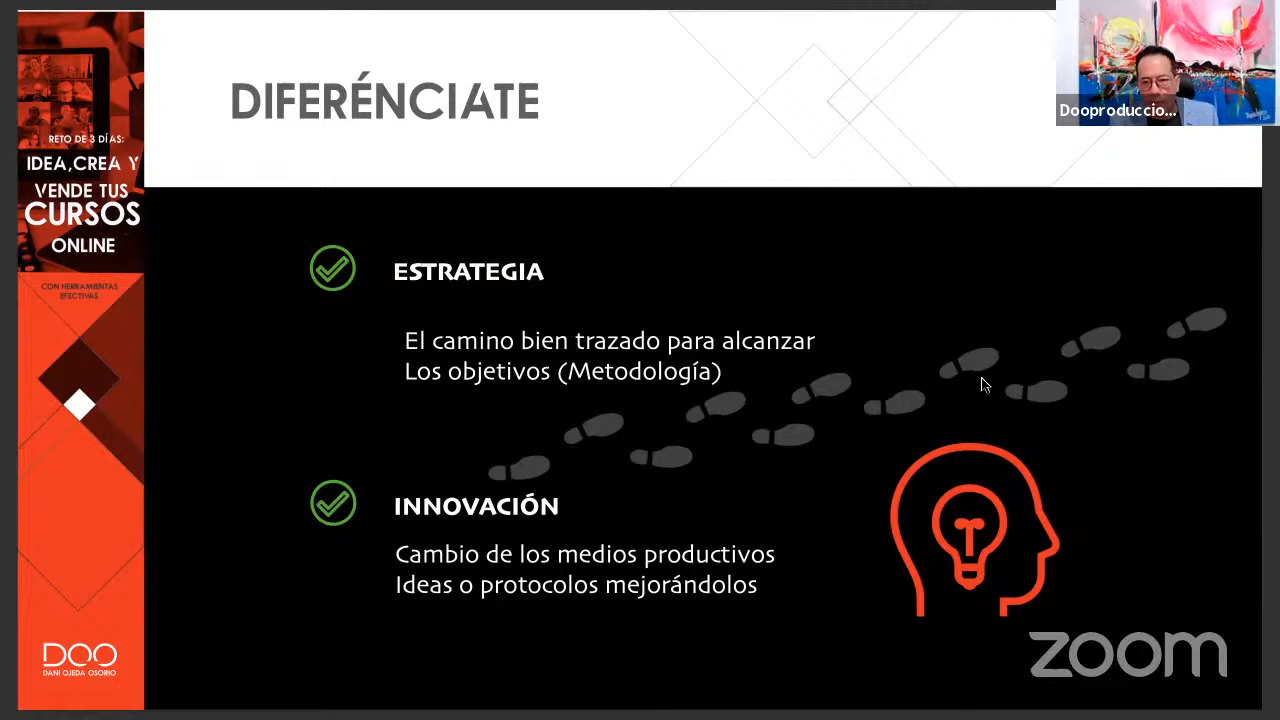 RETO DE 3 DÍAS:
IDEA,CREA Y
VENDE TUS
CURSOS
ONLINE
CON HERRAMIENTAS
EFECTIVAS
DOO
DANI OJEDA OSORIO
DIFERÉNCIATE
Dooproduccio...
ESTRATEGIA
El camino bien trazado para alcanzar
Los objetivos (Metodología)
INNOVACIÓN
Cambio de los medios productivos
Ideas o protocolos mejorándolos
zoom